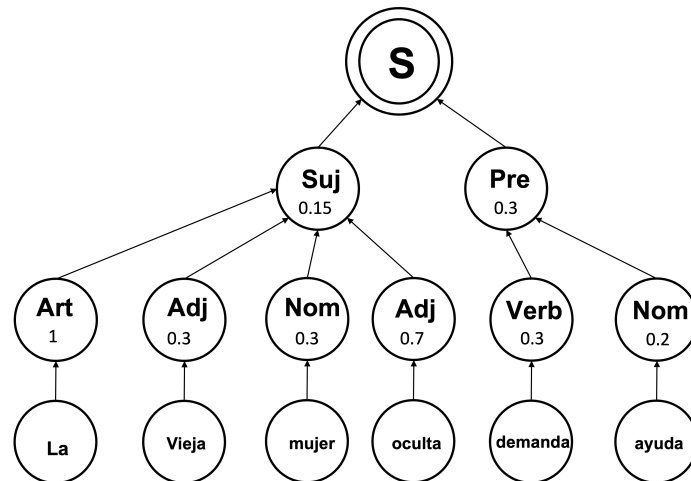 S
Suj Pre
0.15 0.3
Art Adj Nom Adj Verb Nom
1 0.3 0.3 0.7 0.3 0.2
La Vieja mujer oculta demanda ayuda